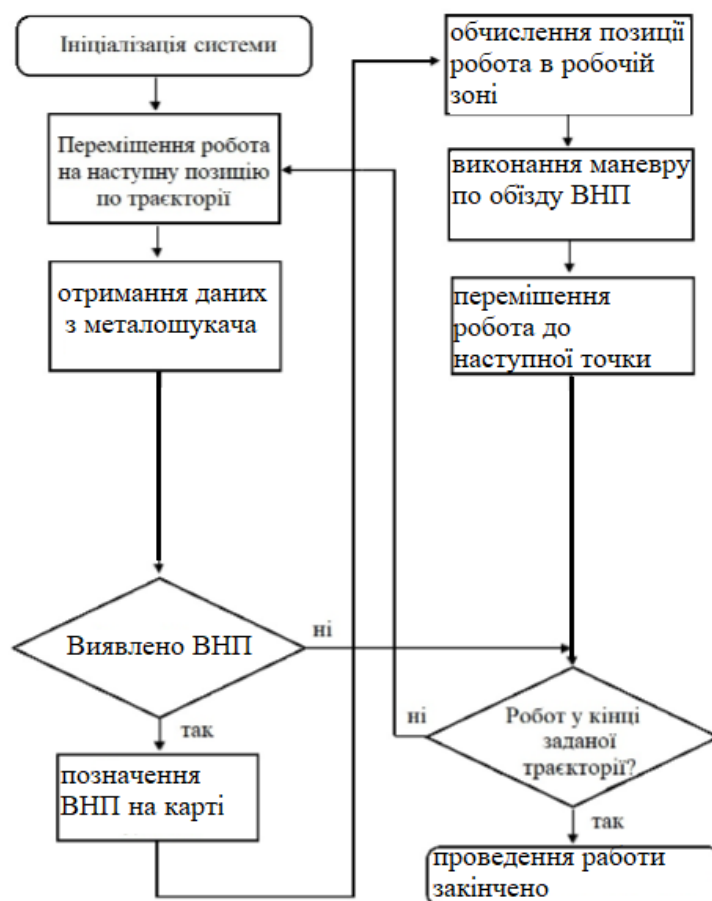 Ініціалізація системи
Переміщення робота
на наступну позицію
по траєкторії
отримання даних
з металошукача
Виявлено ВНП
ні
так
позначення
ВНП на карті
обчислення позиції
робота в робочій
зоні
виконання маневру
по обїзду ВНП
переміщення
робота до
наступної точки
Робот у кінці
заданої
траєкторії?
ні
так
проведення работи
закінчено